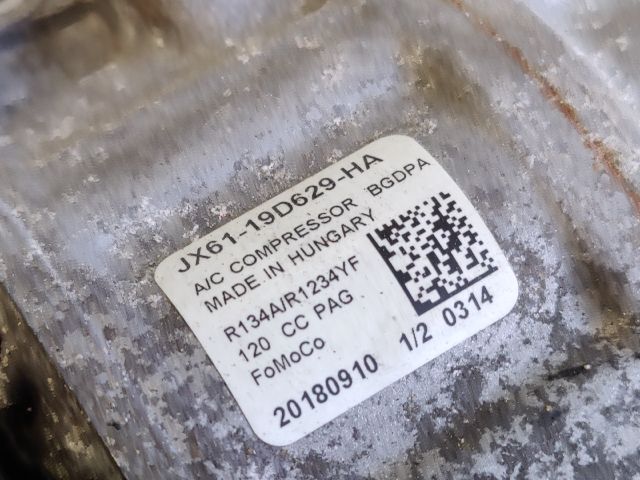 JX61-19D629-HA
A/C COMPRESSOR BGDPA
MADE IN HUNGARY
R134A/R1234YF
120 CC PAG
FoMoCo
20180910 1/2 0314